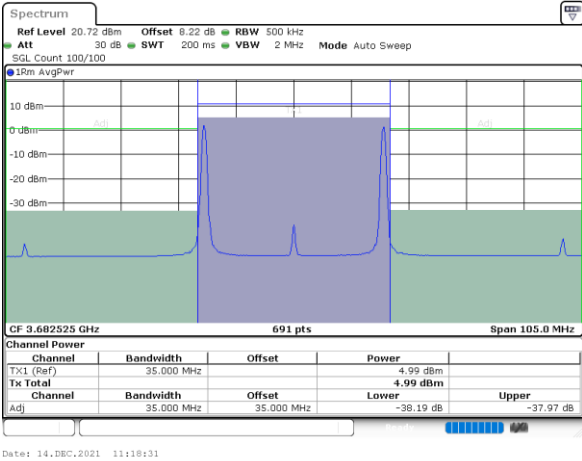 Spectrum
Ref Level 20.72 dBm Offset 8.22 dB RBW 500 kHz
Att 30 dB SWT 200 ms VBW 2 MHz Mode Auto Sweep
SGL Count 100/100
1Rm AvgPwr
10 dBm
Adj TX1 Adj
0 dBm
-10 dBm
-20 dBm
-30 dBm
CF 3.682525 GHz 691 pts Span 105.0 MHz
Channel Power
Channel Bandwidth Offset Power
TX1 (Ref) 35.000 MHz 4.99 dBm
Tx Total 4.99 dBm
Channel Bandwidth Offset Lower Upper
Adj 35.000 MHz 35.000 MHz -38.19 dB -37.97 dB
Ready
Date: 14.DEC.2021 11:18:31